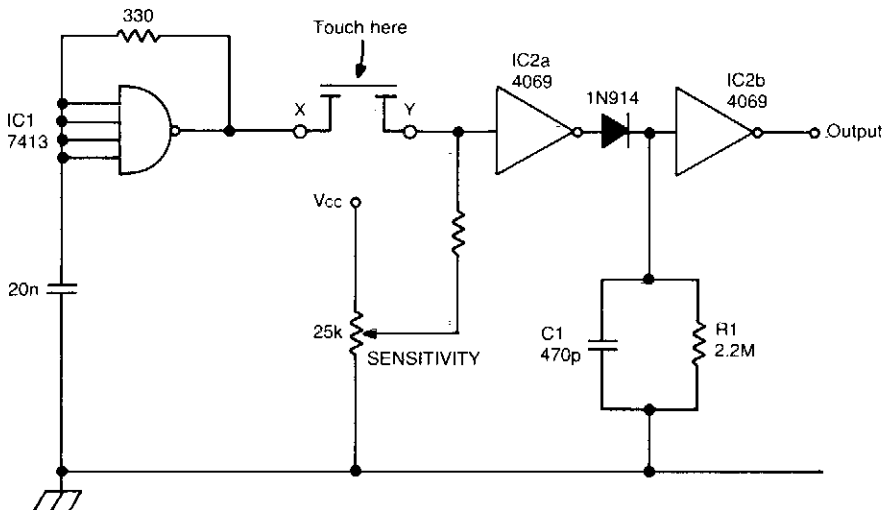 330
Touch here
IC1
7413
X
Y
IC2a
4069
1N914
IC2b
4069
Output
Vcc
20n
25k
SENSITIVITY
C1
470p
R1
2.2M